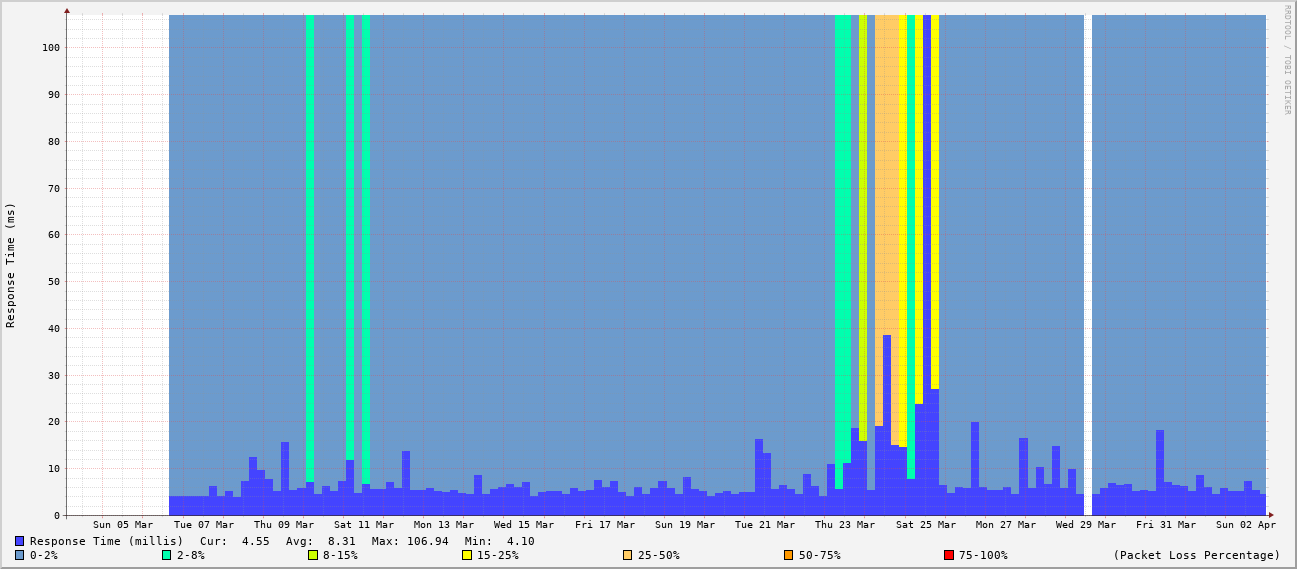 RRDTOOL / TOBI OETIKER
Response Time (ms)
100
90
80
70
60
50
40
30
20
10
0
Sun 05 Mar Tue 07 Mar Thu 09 Mar Sat 11 Mar Mon 13 Mar Wed 15 Mar Fri 17 Mar Sun 19 Mar Tue 21 Mar Thu 23 Mar Sat 25 Mar Mon 27 Mar Wed 29 Mar Fri 31 Mar Sun 02 Apr
Response Time (millis) Cur: 4.55 Avg: 8.31 Max: 106.94 Min: 4.10
0-2% 2-8% 8-15% 15-25% 25-50% 50-75% 75-100% (Packet Loss Percentage)